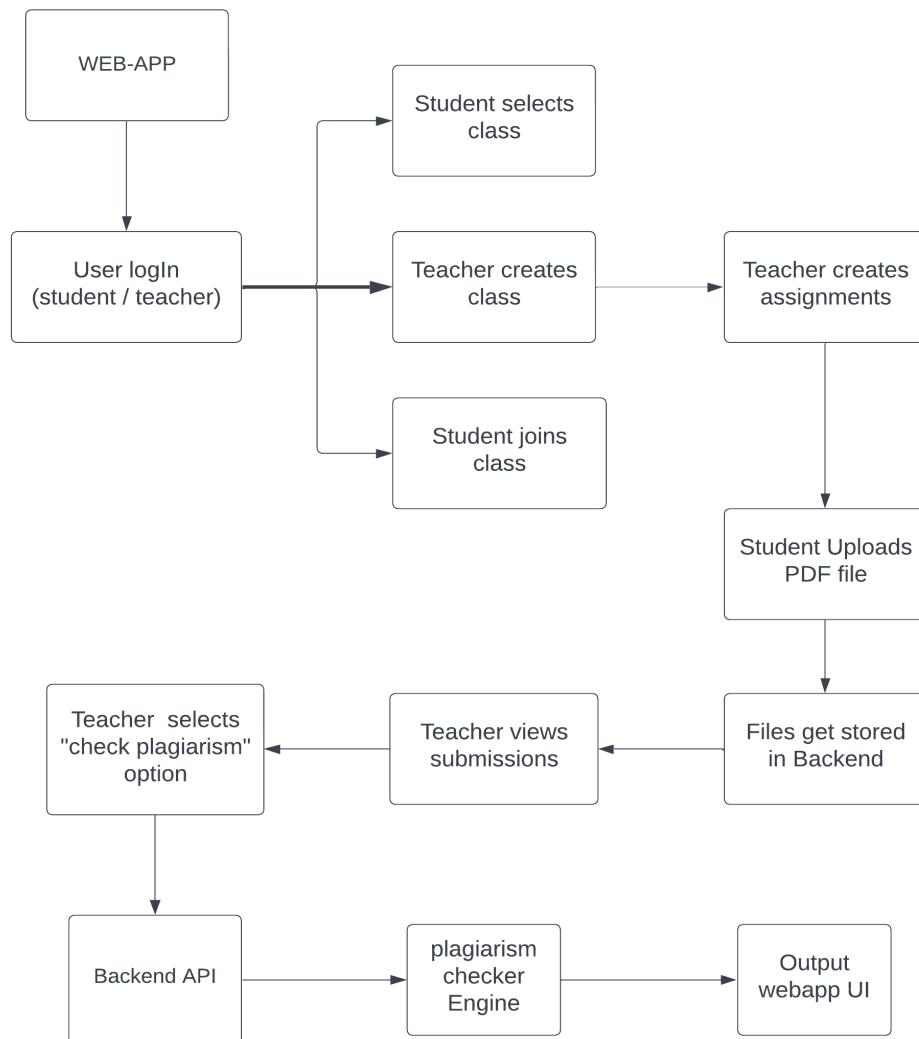 WEB-APP
Student selects
class
User logIn
(student / teacher)
Teacher creates
class
Teacher creates
assignments
Student joins
class
Student Uploads
PDF file
Teacher  selects
"check plagiarism"
option
Teacher views
submissions
Files get stored
in Backend
Backend API
plagiarism
checker
Engine
Output
webapp UI